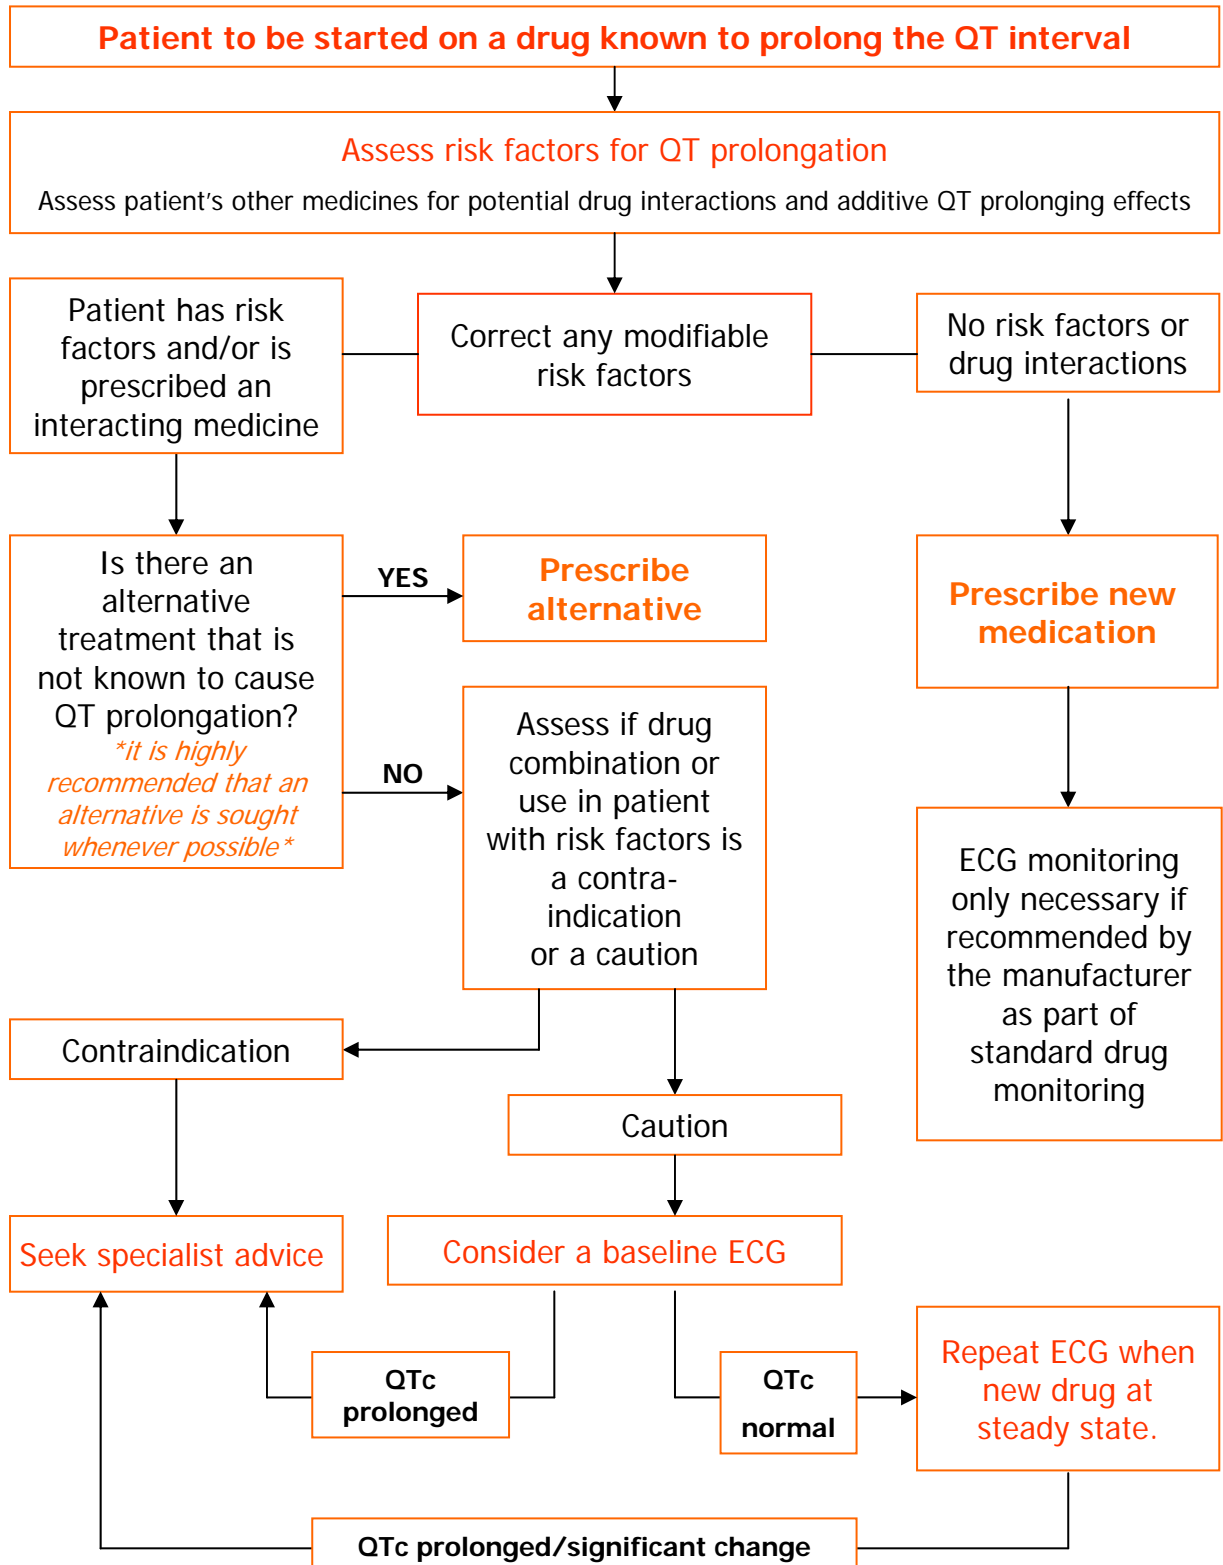 Patient to be started on a drug known to prolong the QT interval
Assess risk factors for QT prolongation
Assess patient's other medicines for potential drug interactions and additive QT prolonging effects
Patient has risk
factors and/or is
prescribed an
interacting medicine
Correct any modifiable
risk factors
No risk factors or
drug interactions
Is there an
alternative
treatment that is
not known to cause
QT prolongation?
*it is highly
recommended that an
alternative is sought
whenever possible*
YES
Prescribe
alternative
NO
Assess if drug
combination or
use in patient
with risk factors is
a contra-
indication
or a caution
Prescribe new
medication
ECG monitoring
only necessary if
recommended by
the manufacturer
as part of
standard drug
monitoring
Contraindication
Caution
Seek specialist advice
Consider a baseline ECG
QTc
prolonged
QTc
normal
Repeat ECG when
new drug at
steady state.
QTc prolonged/significant change